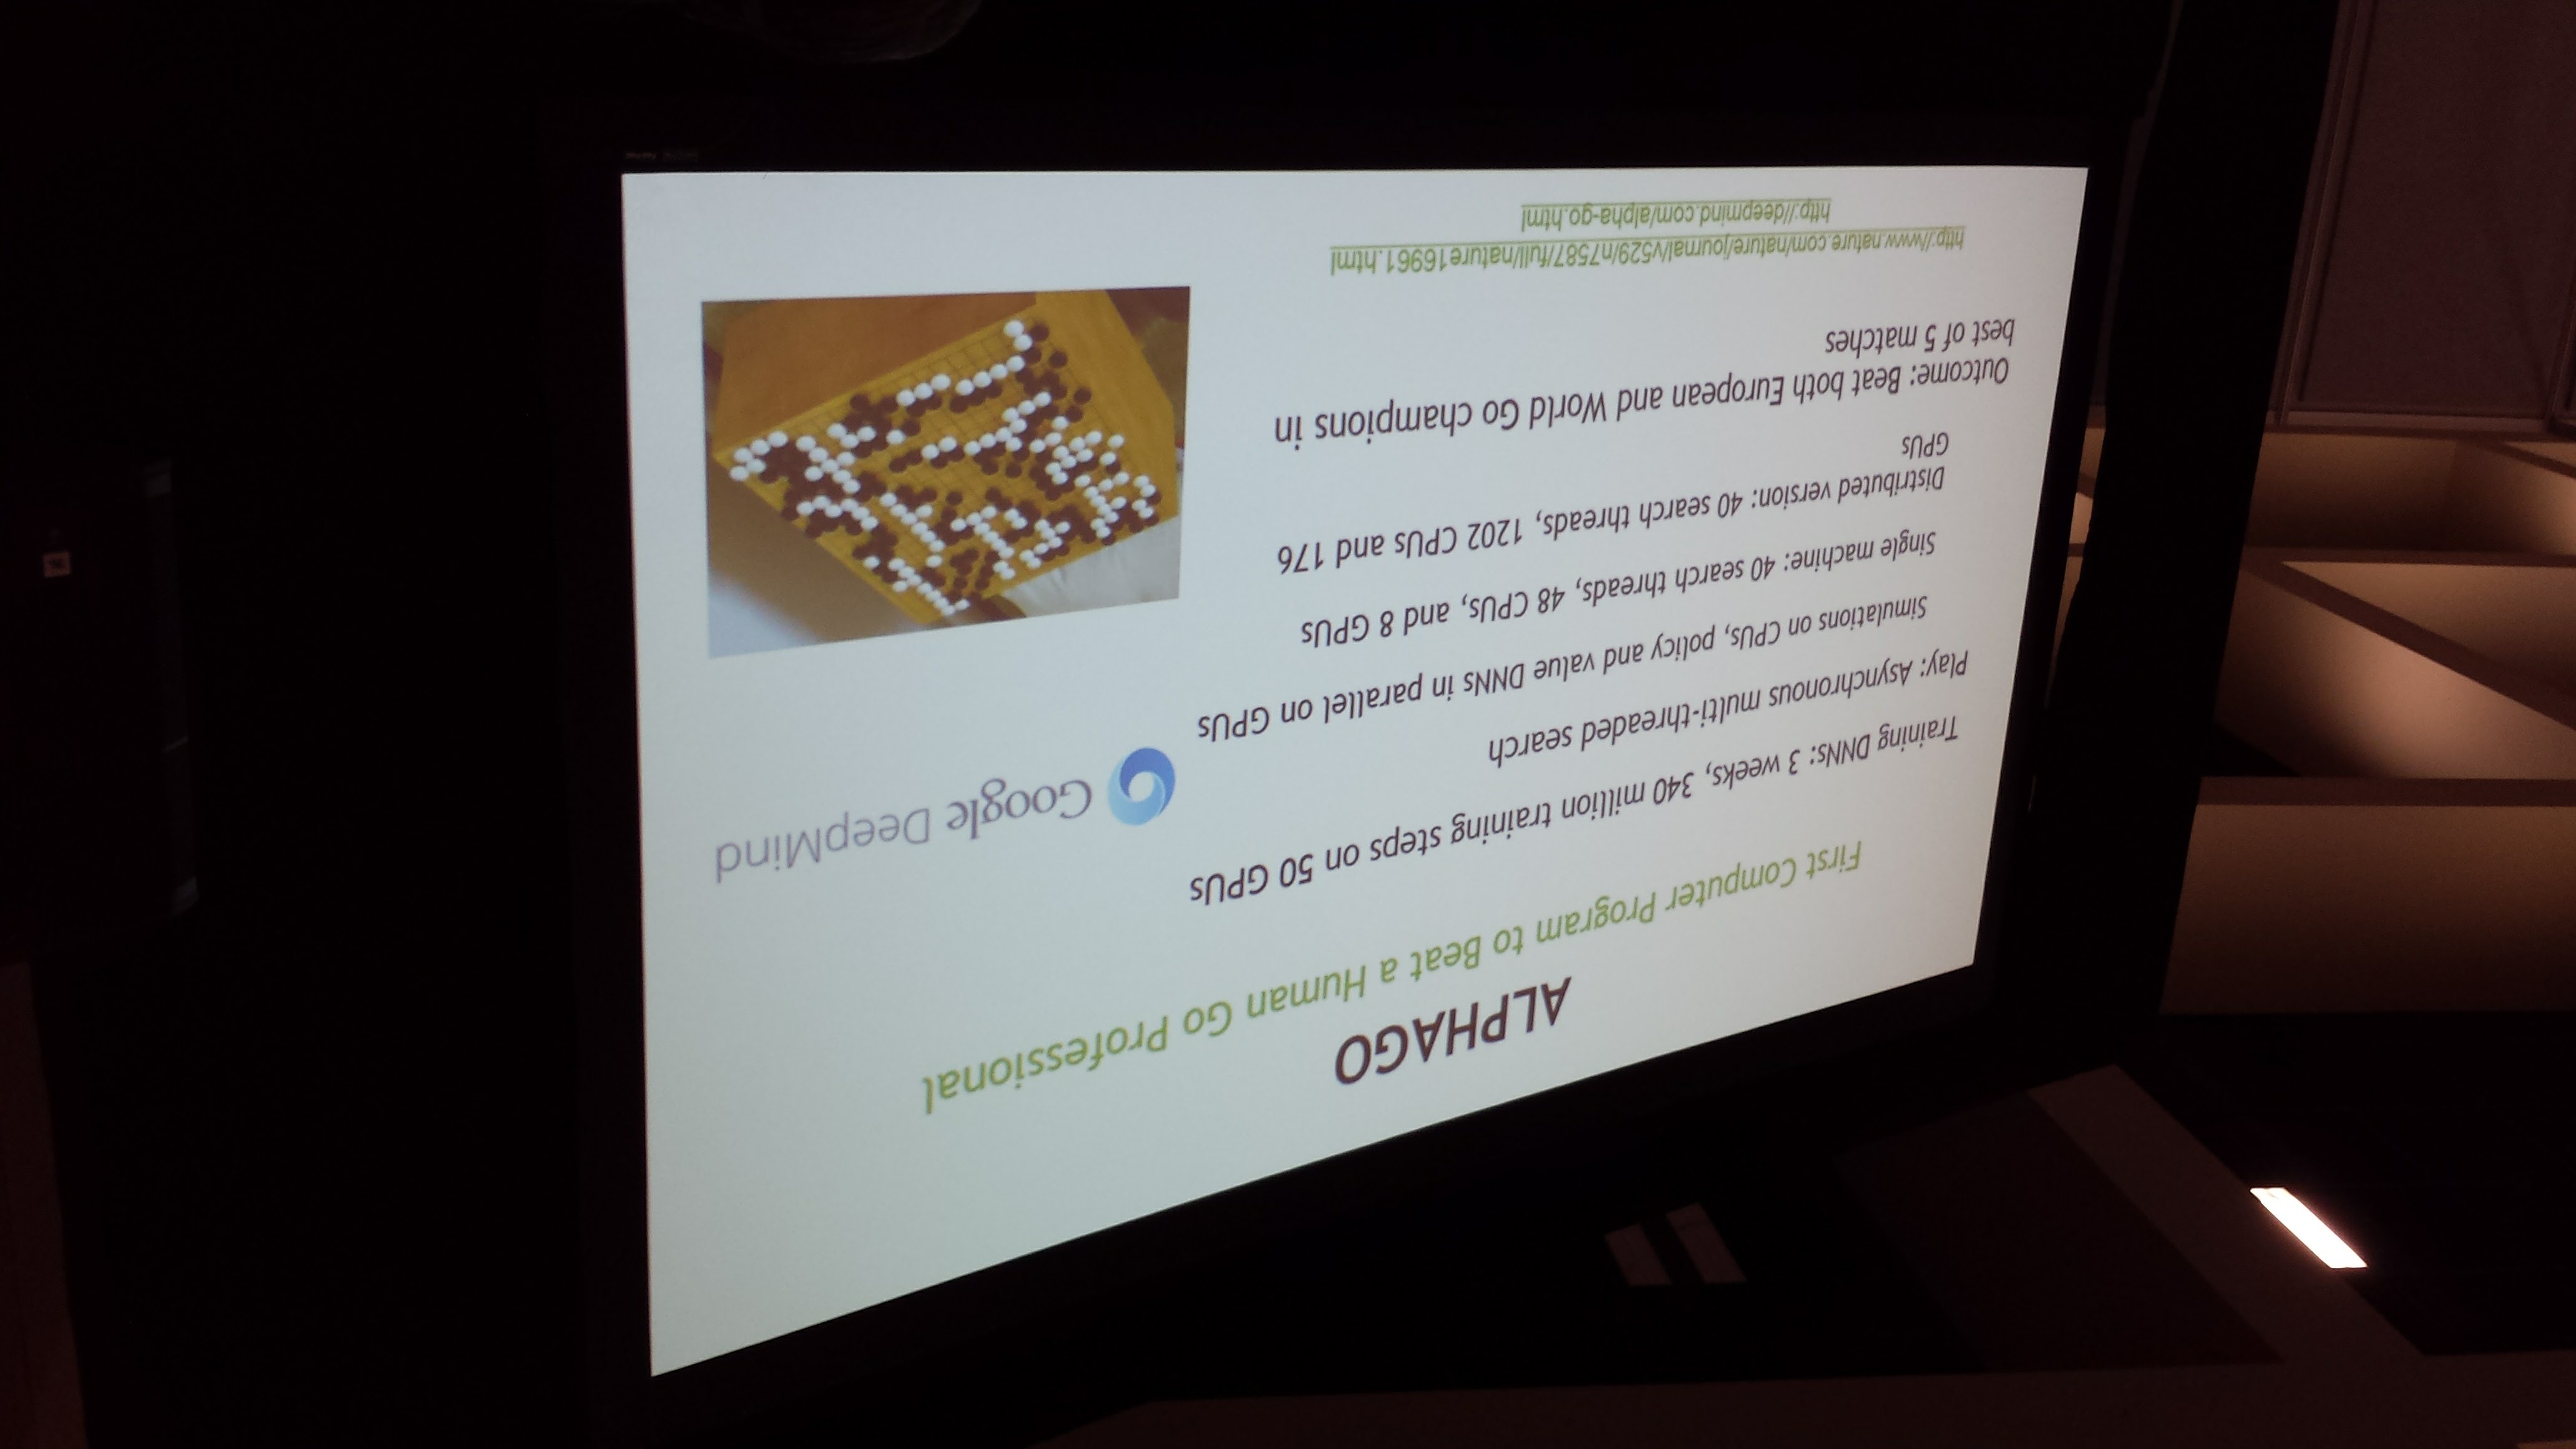 ALPHAGO
First Computer Program to Beat a Human Go Professional
Training DNNs: 3 weeks, 340 million training steps on 50 GPUs
Google DeepMind
Play: Asynchronous multi-threaded search
Simulations on CPUs, policy and value DNNs in parallel on GPUs
Single machine: 40 search threads, 48 CPUs, and 8 GPUs
Distributed version: 40 search threads, 1202 CPUs and 176
GPUs
Outcome: Beat both European and World Go champions in
best of 5 matches
http://www.nature.com/nature/journal/v529/n7587/full/nature16961.html
http://deepmind.com/alpha-go.html